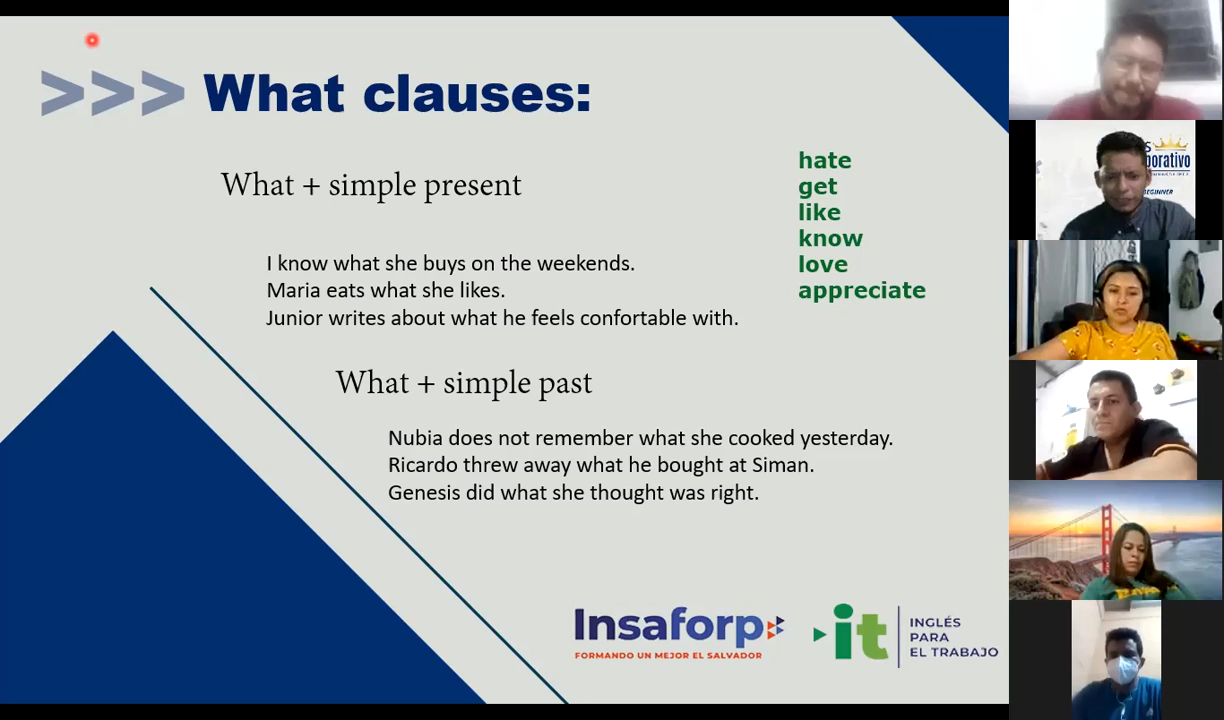 >>> What clauses:
What + simple present
hate
get
like
know
love
appreciate
I know what she buys on the weekends.
Maria eats what she likes.
Junior writes about what he feels confortable with.
What + simple past
Nubia does not remember what she cooked yesterday.
Ricardo threw away what he bought at Siman.
Genesis did what she thought was right.
Insaforp
FORMANDO UN MEJOR EL SALVADOR
it
INGLÉS
PARA
EL TRABAJO